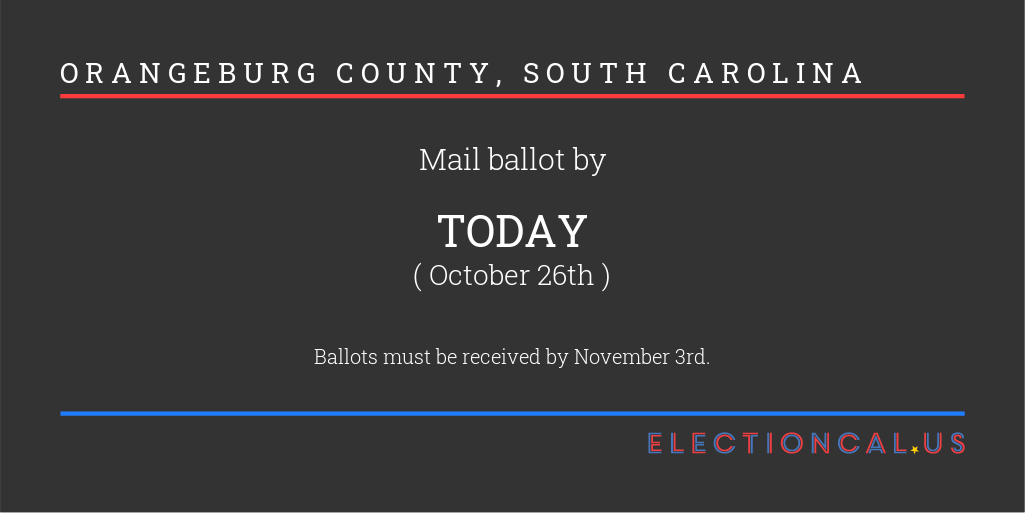 ORANGEBURG COUNTY, SOUTH CAROLINA
Mail ballot by
TODAY
( October 26th )
Ballots must be received by November 3rd.
ELECTIONCAL.US